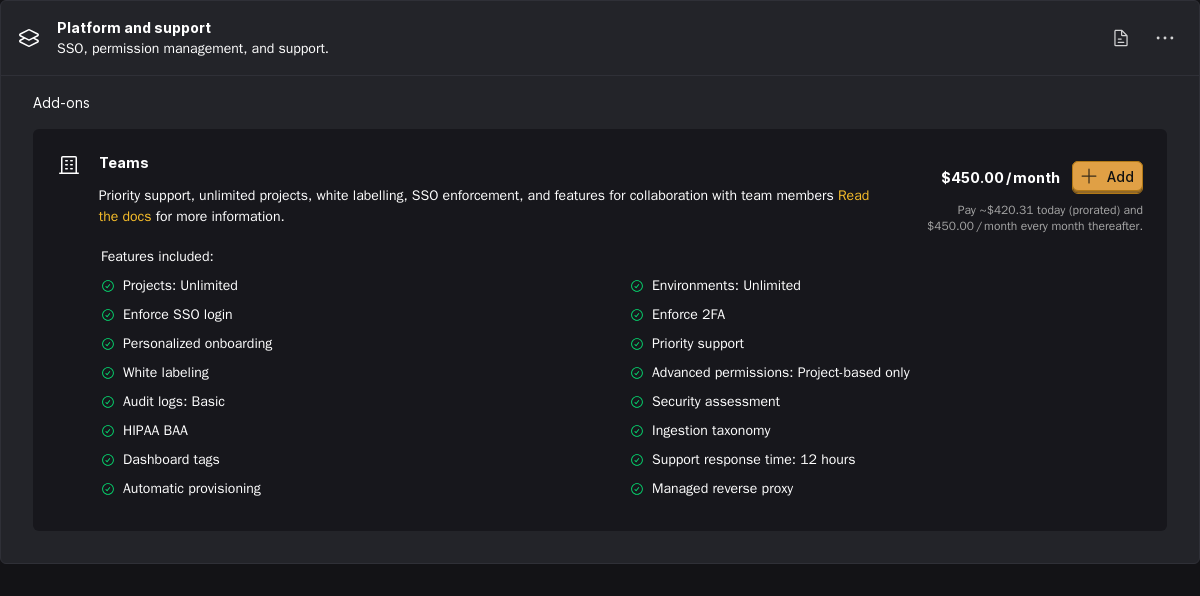 Platform and support
SSO, permission management, and support.
Add-ons
Teams
Priority support, unlimited projects, white labelling, SSO enforcement, and features for collaboration with team members Read
the docs for more information.
$450.00/month
Add
Pay ~$420.31 today (prorated) and
$450.00/month every month thereafter.
Features included:
Projects: Unlimited
Environments: Unlimited
Enforce SSO login
Enforce 2FA
Personalized onboarding
Priority support
White labeling
Advanced permissions: Project-based only
Audit logs: Basic
Security assessment
HIPAA BAA
Ingestion taxonomy
Dashboard tags
Support response time: 12 hours
Automatic provisioning
Managed reverse proxy